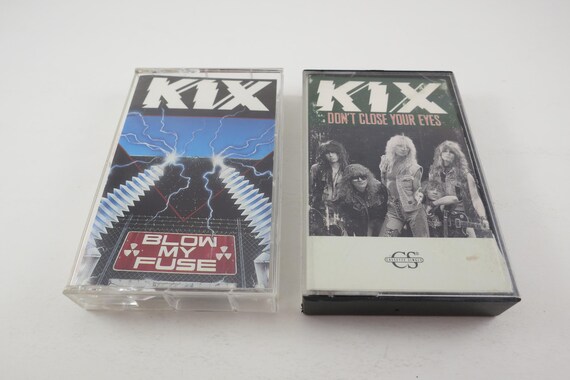 KIX
BLOW
MY
FUSE
KIX
DON'T CLOSE YOUR EYES
CS